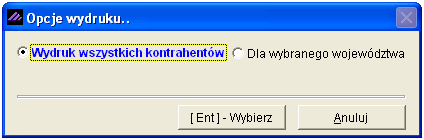 Opcje wydruku..
Wydruk wszystkich kontrahentów Dla wybranego województwa
[ Ent ] - Wybierz Anuluj